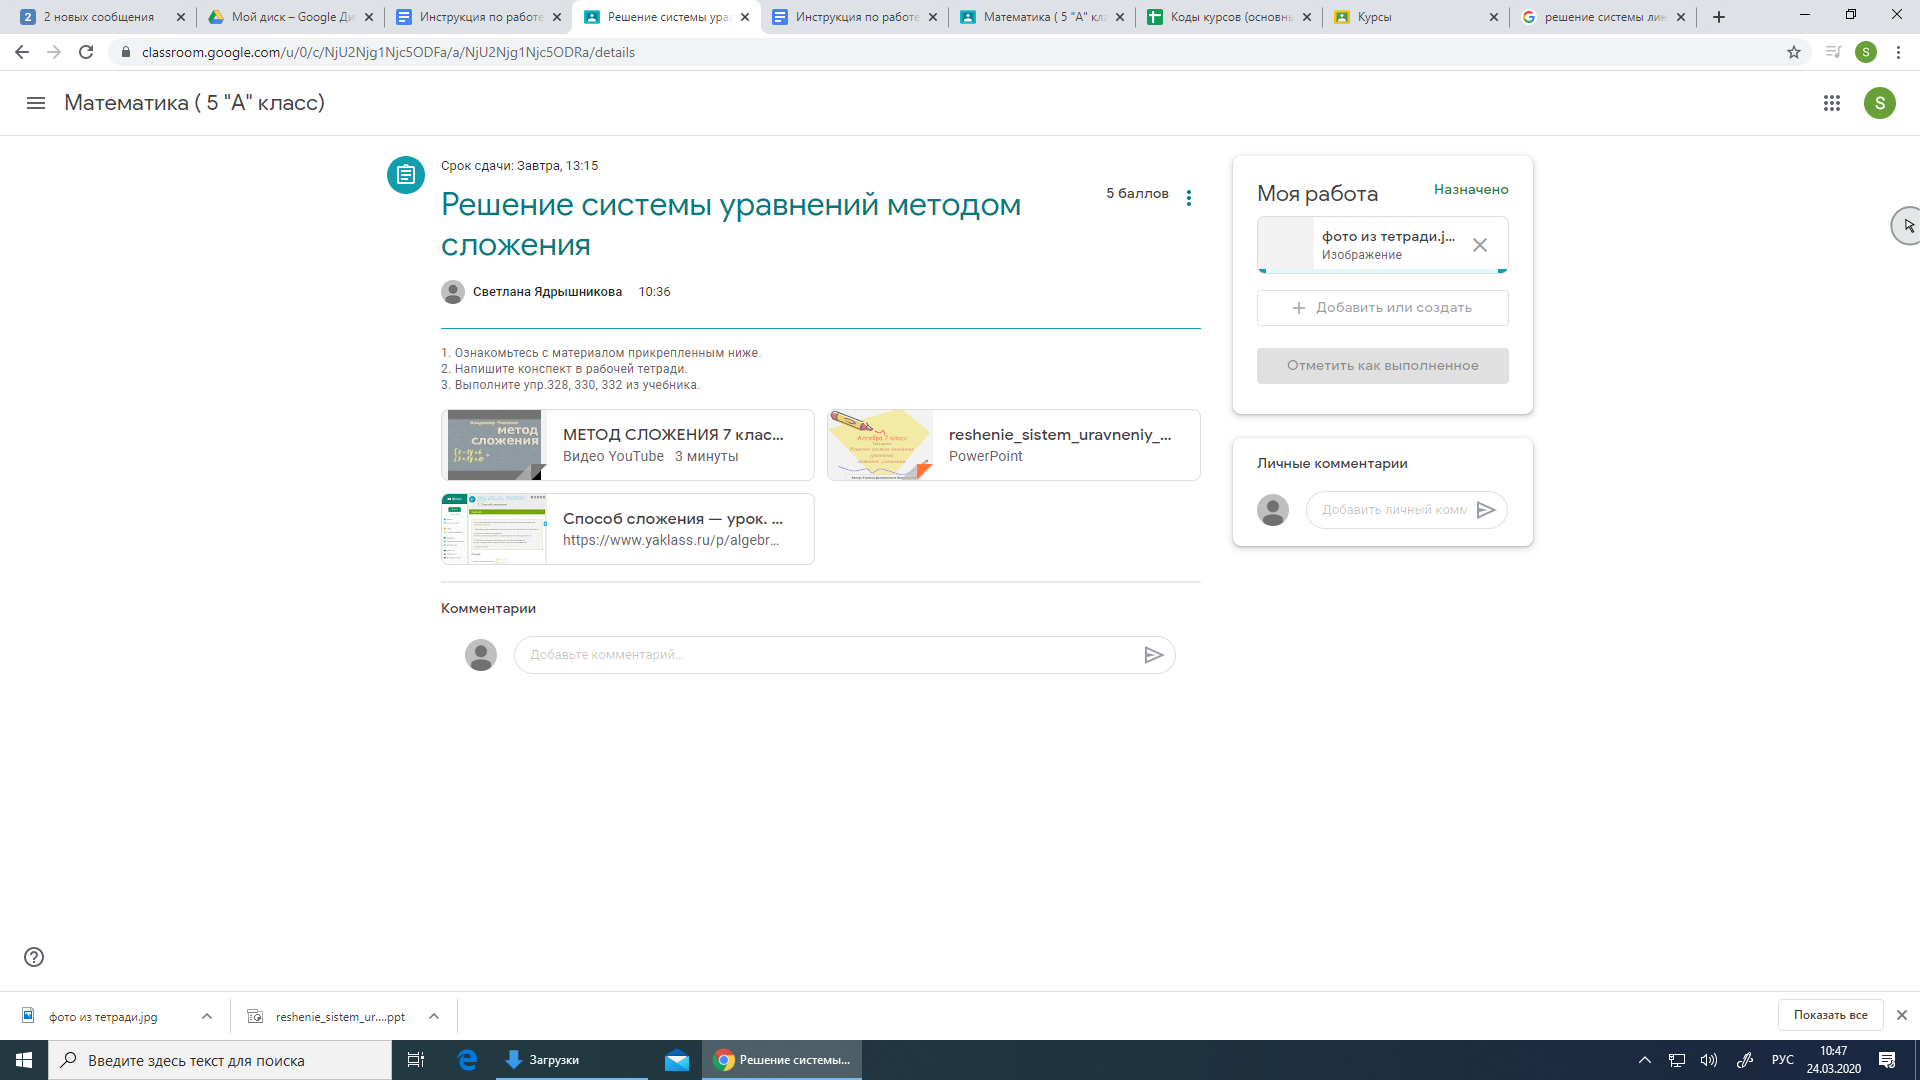 2 новых сообщения
Мой диск – Google Ди
Инструкция по работе
Решение системы ура
Инструкция по работе
Математика ( 5 "А" кла
Коды курсов (основнь
Курсы
решение системы лин
classroom.google.com/u/0/c/NjU2Njg1Njc5ODFa/a/NjU2Njg1Njc5ODRa/details
S
Математика ( 5 "А" класс)
S
Срок сдачи: Завтра, 13:15
Решение системы уравнений методом
сложения
5 баллов
Светлана Ядрышникова 10:36
1. Ознакомьтесь с материалом прикрепленным ниже.
2. Напишите конспект в рабочей тетради.
3. Выполните упр.328, 330, 332 из учебника.
метод
сложения
МЕТОД СЛОЖЕНИЯ 7 клас...
Видео YouTube 3 минуты
Алгебра 7 класс
reshenie_sistem_uravneniy_...
PowerPoint
Способ сложения — урок. ...
https://www.yaklass.ru/p/algebr...
Комментарии
Добавьте комментарий...
Моя работа
Назначено
фото из тетради.j...
Изображение
Добавить или создать
Отметить как выполненное
Личные комментарии
Добавить личный комм
фото из тетради.jpg
reshenie_sistem_ur....ppt
Показать все
Введите здесь текст для поиска
Загрузки
Решение системы...
РУС
10:47
24.03.2020